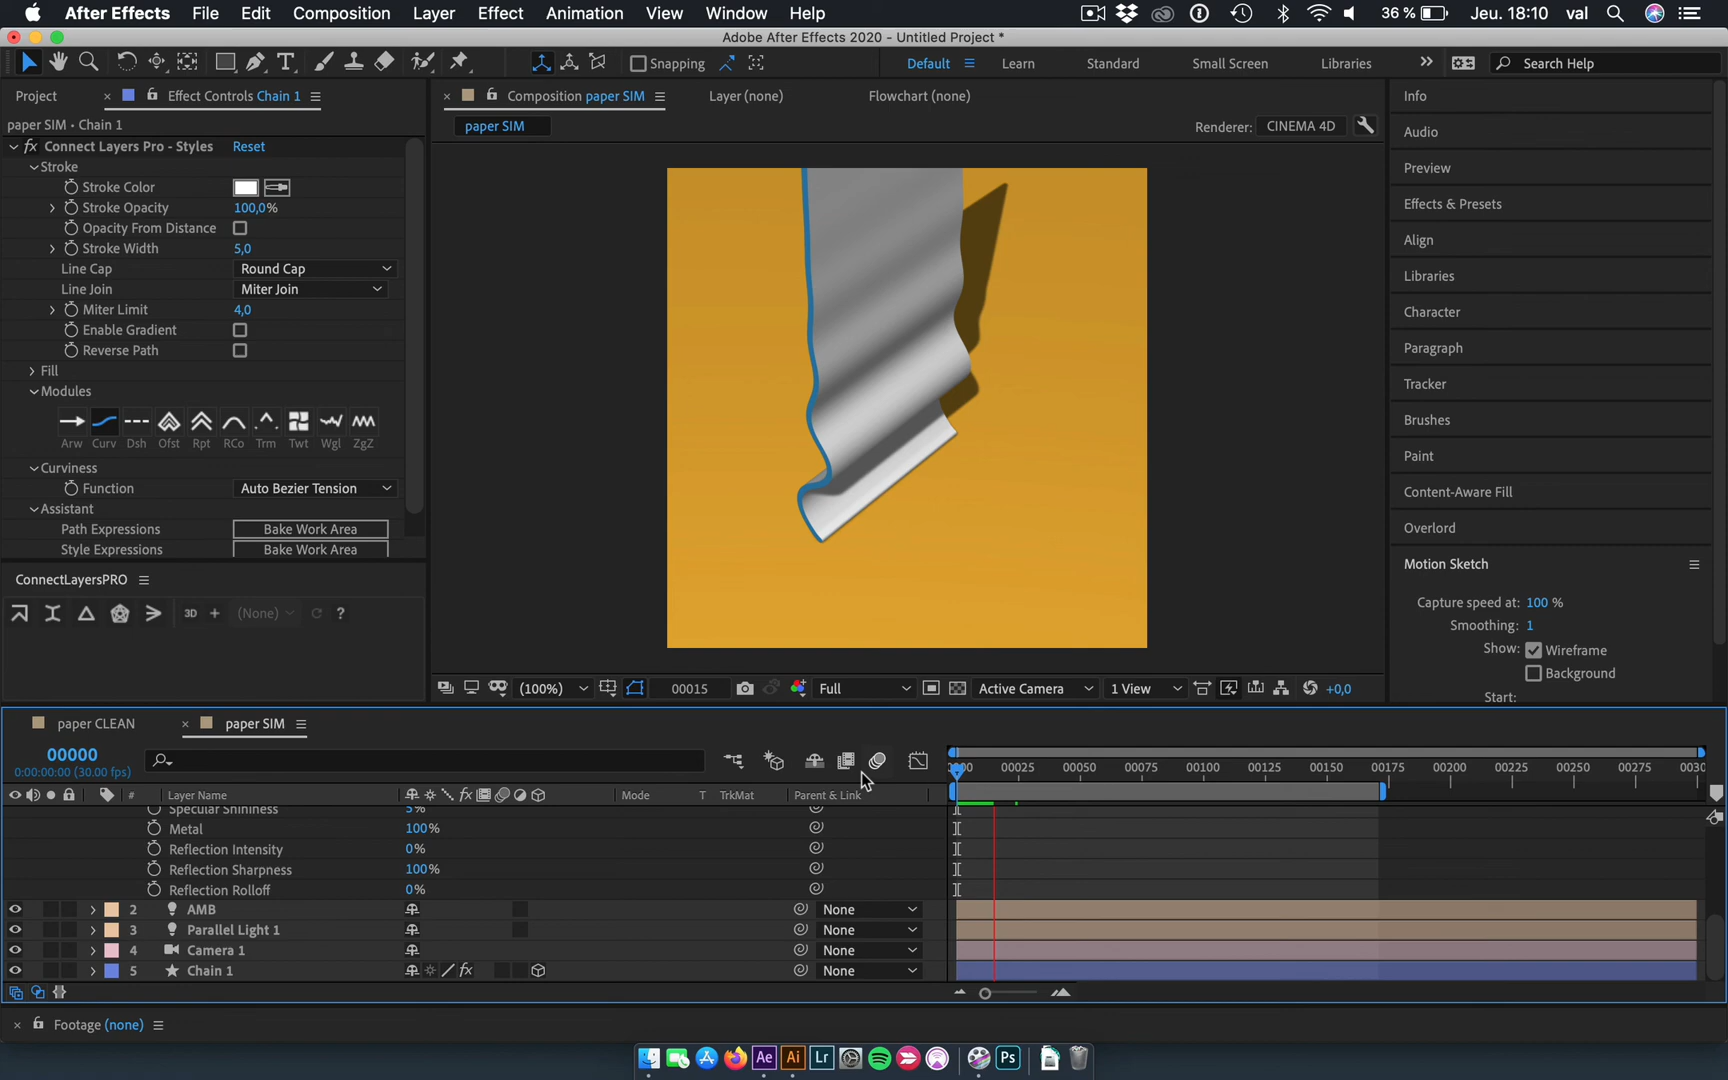 After Effects File Edit Composition Layer Effect Animation View Window Help 36 % Jeu. 18:10 val
Adobe After Effects 2020 - Untitled Project *
Snapping Default Learn Standard Small Screen Libraries Search Help
Project Effect Controls Chain 1 Composition paper SIM Layer (none) Flowchart (none) Info
paper SIM • Chain 1 paper SIM Renderer: CINEMA 4D Audio
Connect Layers Pro - Styles Reset
Stroke Preview
Stroke Color
Stroke Opacity 100,0% Effects & Presets
Opacity From Distance
Stroke Width 5,0 Align
Line Cap Round Cap Libraries
Line Join Miter Join
Miter Limit 4,0 Character
Enable Gradient
Reverse Path Paragraph
Fill
Modules Tracker
Brushes
Arw Curv Dsh Ofst Rpt RCo Trm Twt Wgl ZgZ
Paint
Curviness
Function Auto Bezier Tension Content-Aware Fill
Assistant
Path Expressions Bake Work Area Overlord
Style Expressions Bake Work Area
Motion Sketch
ConnectLayersPRO
Capture speed at: 100 %
3D + (None) ?
Smoothing: 1
Show: Wireframe
Background
(100%) 00015 Full Active Camera 1 View +0,0
Start:
paper CLEAN paper SIM
00000
0:00:00:00 (30.00 fps)
00025 00050 00075 00100 00125 00150 00175 00200 00225 00250 00275
# Layer Name fx Mode T TrkMat Parent & Link
Specular Shininess 5%
Metal 100%
Reflection Intensity 0%
Reflection Sharpness 100%
Reflection Rolloff 0%
2 AMB None
3 Parallel Light 1 None
4 Camera 1 None
5 Chain 1 fx None
Footage (none)
Ae Ai Lr Ps